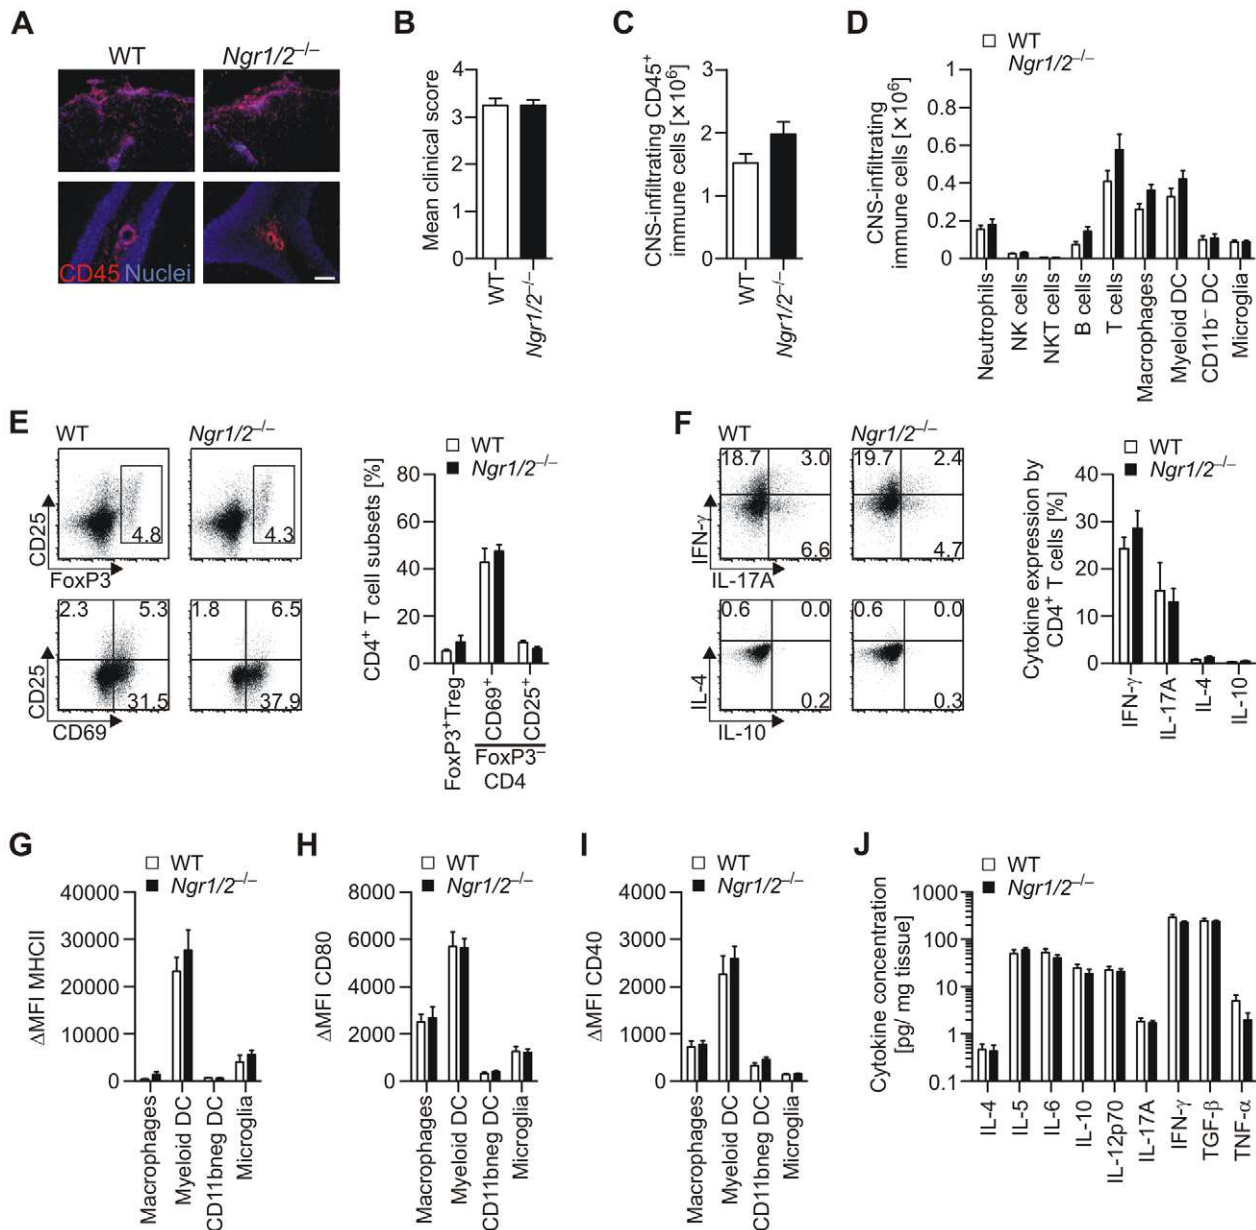 A
WT
Ngr1/2–/–
CD45 Nuclei
B
Mean clinical score
4
3
2
1
0
WT
Ngr1/2–/–
C
CNS-infiltrating CD45+
immune cells [×10⁶]
3
2
1
0
WT
Ngr1/2–/–
D
WT
Ngr1/2–/–
CNS-infiltrating
immune cells [×10⁶]
1
0.8
0.6
0.4
0.2
0
Neutrophils
NK cells
NKT cells
B cells
T cells
Macrophages
Myeloid DC
CD11b– DC
Microglia
E
WT
Ngr1/2–/–
4.8
4.3
CD25
FoxP3
2.3
5.3
31.5
1.8
6.5
37.9
CD25
CD69
WT
Ngr1/2–/–
CD4+ T cell subsets [%]
80
60
40
20
0
FoxP3+Treg
CD69+
CD25+
FoxP3–
CD4
F
WT
Ngr1/2–/–
18.7
3.0
6.6
19.7
2.4
4.7
IFN-γ
IL-17A
0.6
0.0
0.2
0.6
0.0
0.3
IL-4
IL-10
WT
Ngr1/2–/–
Cytokine expression by
CD4+ T cells [%]
40
30
20
10
0
IFN-γ
IL-17A
IL-4
IL-10
G
WT
Ngr1/2–/–
ΔMFI MHCII
40000
30000
20000
10000
0
Macrophages
Myeloid DC
CD11bneg DC
Microglia
H
WT
Ngr1/2–/–
ΔMFI CD80
8000
6000
4000
2000
0
Macrophages
Myeloid DC
CD11bneg DC
Microglia
I
WT
Ngr1/2–/–
ΔMFI CD40
4000
3000
2000
1000
0
Macrophages
Myeloid DC
CD11bneg DC
Microglia
J
WT
Ngr1/2–/–
Cytokine concentration
[pg/ mg tissue]
1000
100
10
1
0.1
IL-4
IL-5
IL-6
IL-10
IL-12p70
IL-17A
IFN-γ
TGF-β
TNF-α